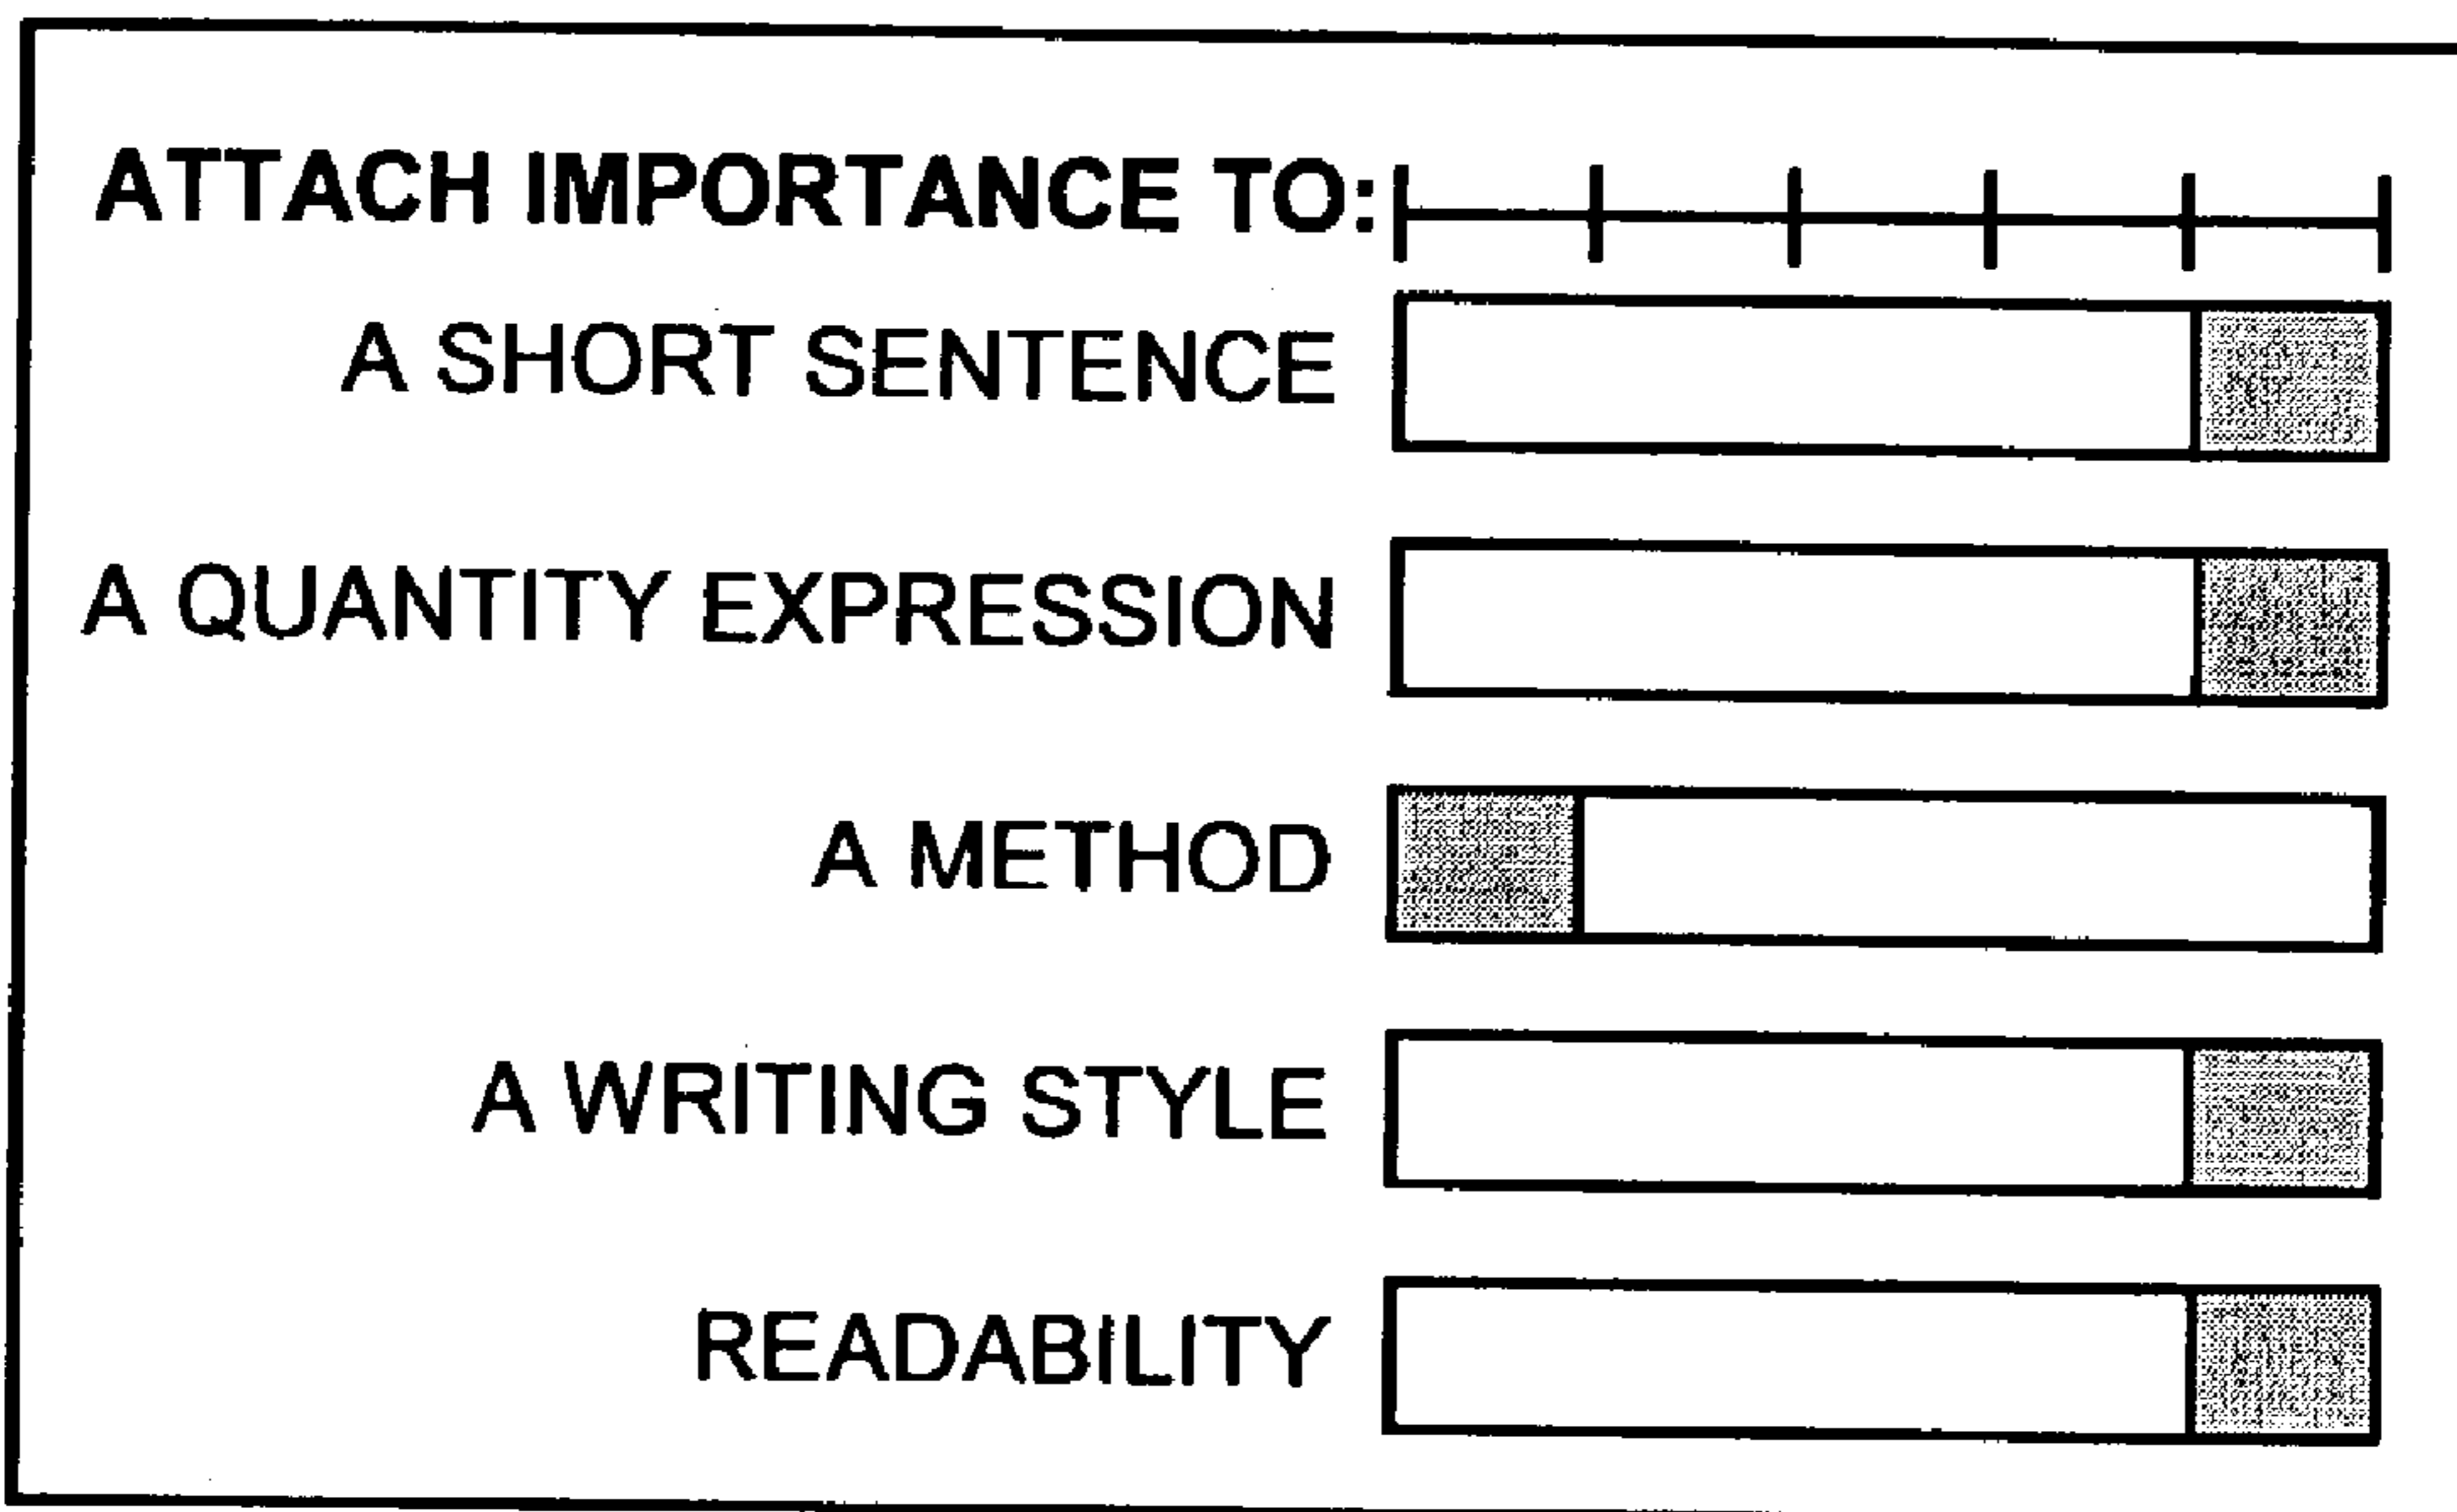 ATTACH IMPORTANCE TO:
A SHORT SENTENCE
A QUANTITY EXPRESSION
A METHOD
A WRITING STYLE
READABILITY